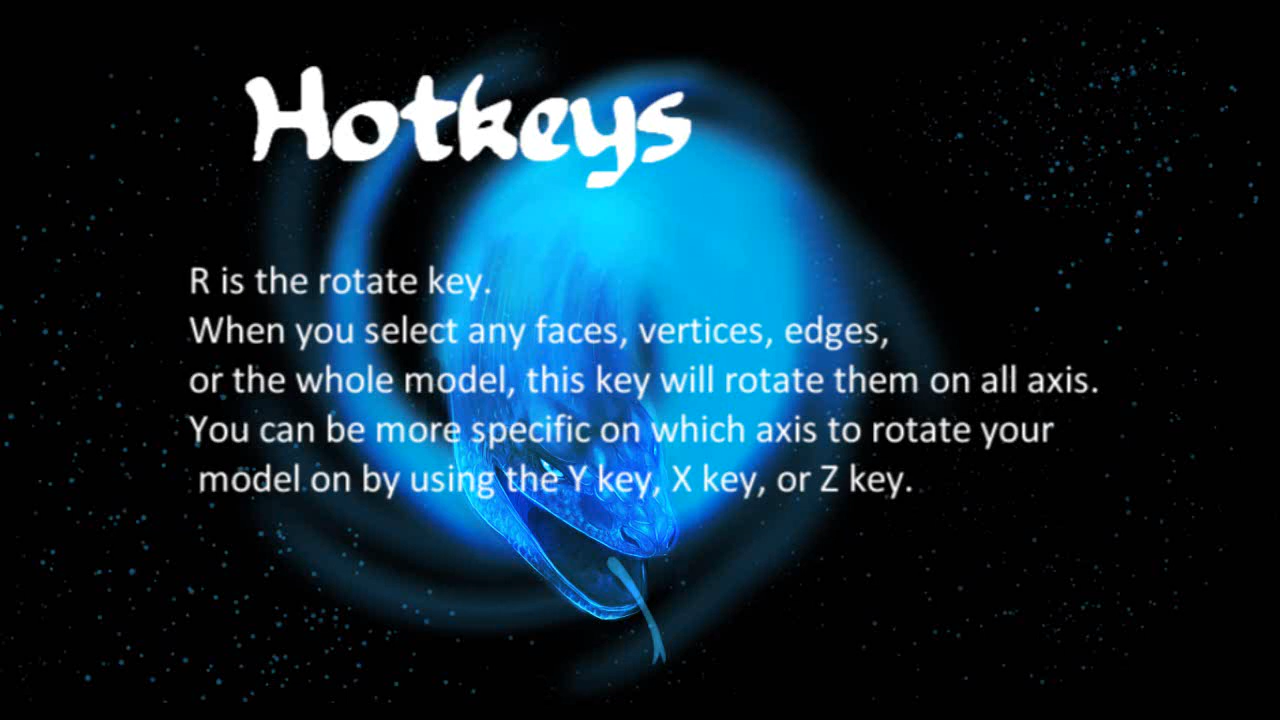 Hotkeys
R is the rotate key.
When you select any faces, vertices, edges,
or the whole model, this key will rotate them on all axis.
You can be more specific on which axis to rotate your
model on by using the Y key, X key, or Z key.